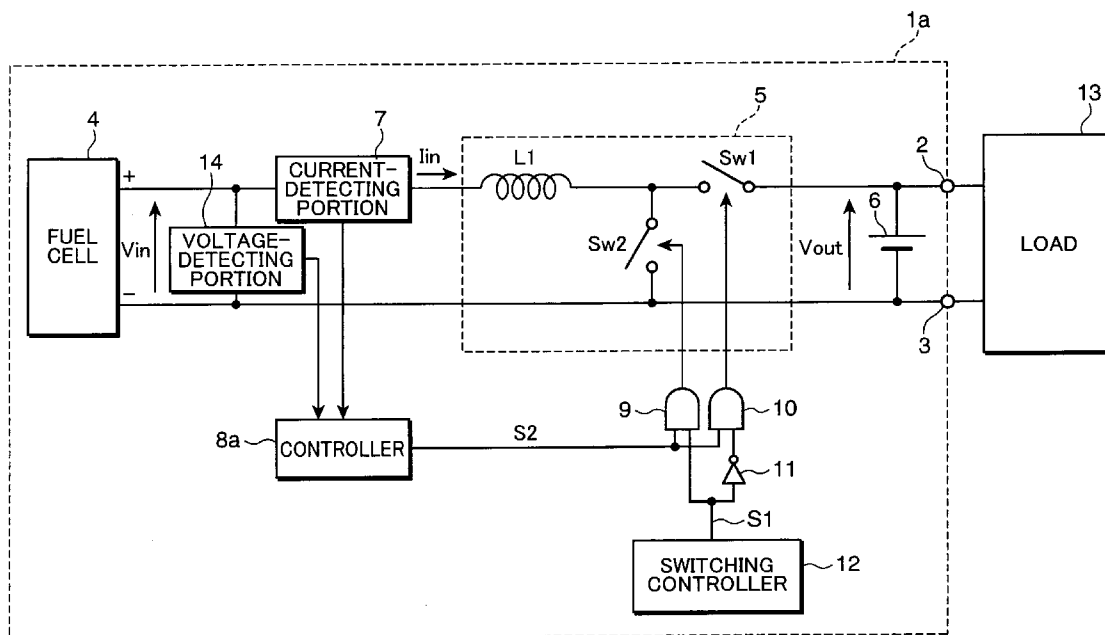 1a
4
14
7
Iin
5
13
L1
Sw1
+
CURRENT-
DETECTING
PORTION
2
6
FUEL
CELL
Vin
VOLTAGE-
DETECTING
PORTION
Sw2
Vout
LOAD
−
3
9
10
8a
CONTROLLER
S2
11
S1
SWITCHING
CONTROLLER
12